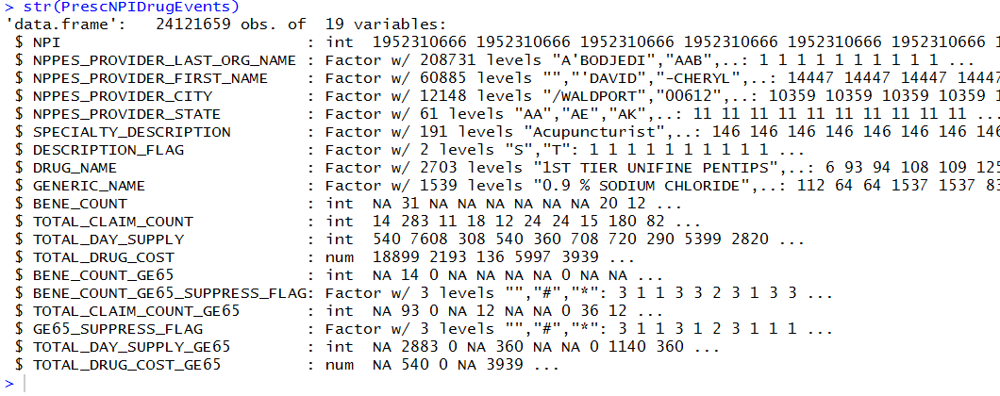 > str(PrescNPIDrugEvents)
'data.frame':   24121659 obs. of  19 variables:
 $ NPI                         : int  1952310666 1952310666 1952310666 1952310666 1952310666 1952310666 1
 $ NPPES_PROVIDER_LAST_ORG_NAME : Factor w/ 208731 levels "A'BODJEDI","AAB",..: 1 1 1 1 1 1 1 1 1 1 ...
 $ NPPES_PROVIDER_FIRST_NAME   : Factor w/ 60885 levels "","'DAVID","-CHERYL",..: 14447 14447 14447 14447
 $ NPPES_PROVIDER_CITY         : Factor w/ 12148 levels "/WALDPORT","00612",..: 10359 10359 10359 10359 1
 $ NPPES_PROVIDER_STATE        : Factor w/ 61 levels "AA","AE","AK",..: 11 11 11 11 11 11 11 11 11 11 ...
 $ SPECIALTY_DESCRIPTION       : Factor w/ 191 levels "Acupuncturist",..: 146 146 146 146 146 146 146 146
 $ DESCRIPTION_FLAG            : Factor w/ 2 levels "S","T": 1 1 1 1 1 1 1 1 1 1 ...
 $ DRUG_NAME                   : Factor w/ 2703 levels "1ST TIER UNIFINE PENTIPS",..: 6 93 94 108 109 125
 $ GENERIC_NAME                : Factor w/ 1539 levels "0.9 % SODIUM CHLORIDE",..: 112 64 64 1537 1537 83
 $ BENE_COUNT                  : int  NA 31 NA NA NA NA NA NA 20 12 ...
 $ TOTAL_CLAIM_COUNT           : int  14 283 11 18 12 24 24 15 180 82 ...
 $ TOTAL_DAY_SUPPLY            : int  540 7608 308 540 360 708 720 290 5399 2820 ...
 $ TOTAL_DRUG_COST             : num  18899 2193 136 5997 3939 ...
 $ BENE_COUNT_GE65             : int  NA 14 0 NA NA NA NA 0 NA NA ...
 $ BENE_COUNT_GE65_SUPPRESS_FLAG: Factor w/ 3 levels "","#","*": 3 1 1 3 3 2 3 1 3 3 ...
 $ TOTAL_CLAIM_COUNT_GE65      : int  NA 93 0 NA 12 NA NA 0 36 12 ...
 $ GE65_SUPPRESS_FLAG          : Factor w/ 3 levels "","#","*": 3 1 1 3 1 2 3 1 1 1 ...
 $ TOTAL_DAY_SUPPLY_GE65       : int  NA 2883 0 NA 360 NA NA 0 1140 360 ...
 $ TOTAL_DRUG_COST_GE65        : num  NA 540 0 NA 3939 ...
>